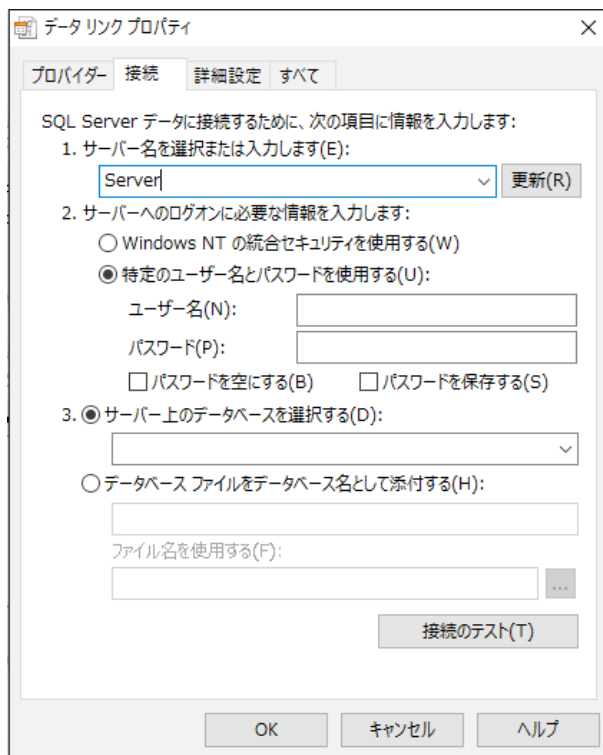 データ リンク プロパティ
プロバイダー 接続 詳細設定 すべて
SQL Server データに接続するために、次の項目に情報を入力します:
1. サーバー名を選択または入力します(E):
Server 更新(R)
2. サーバーへのログオンに必要な情報を入力します:
Windows NT の統合セキュリティを使用する(W)
特定のユーザー名とパスワードを使用する(U):
ユーザー名(N):
パスワード(P):
パスワードを空にする(B) パスワードを保存する(S)
3. サーバー上のデータベースを選択する(D):
データベース ファイルをデータベース名として添付する(H):
ファイル名を使用する(F):
...
接続のテスト(T)
OK キャンセル ヘルプ